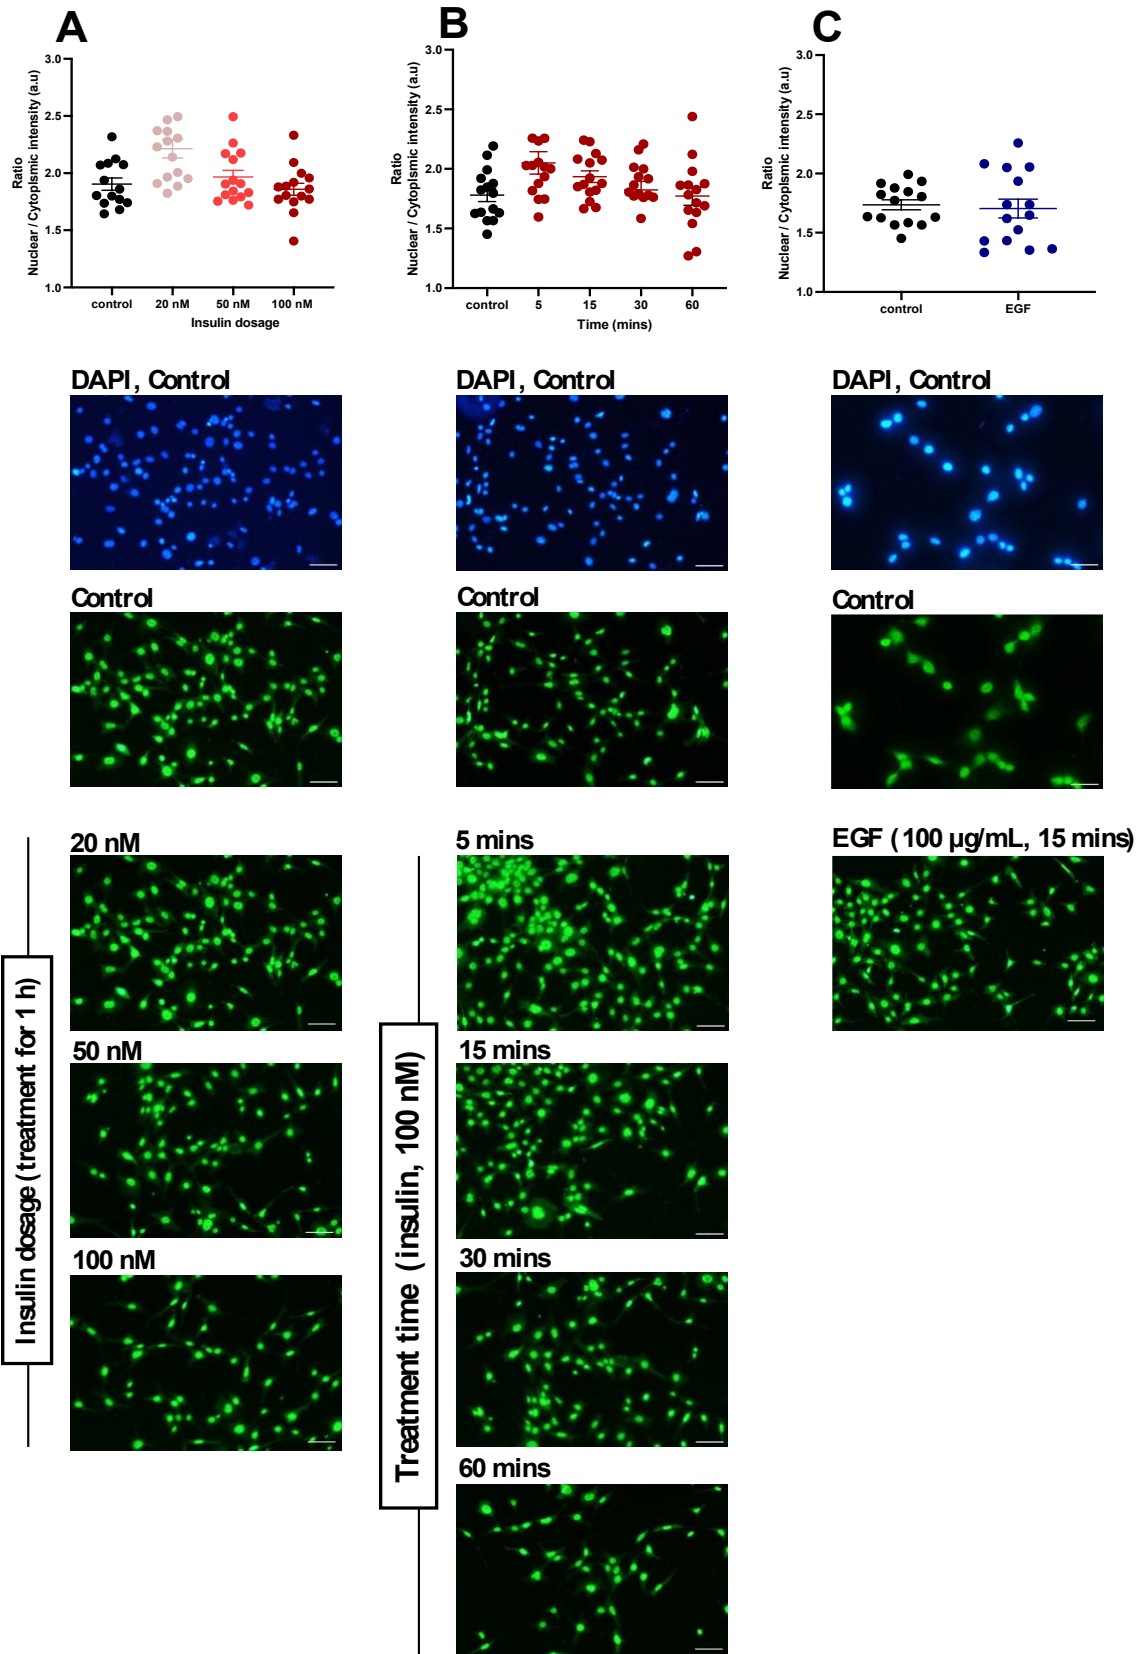 A
B
C
Ratio
Nuclear / Cytoplsmic intensity (a.u)
3.0
2.5
2.0
1.5
1.0
control
20 nM
50 nM
100 nM
Insulin dosage
Ratio
Nuclear / Cytoplsmic intensity (a.u)
3.0
2.5
2.0
1.5
1.0
control
5
15
30
60
Time (mins)
Ratio
Nuclear / Cytoplsmic intensity (a.u)
3.0
2.5
2.0
1.5
1.0
control
EGF
DAPI, Control
DAPI, Control
DAPI, Control
Control
Control
Control
Insulin dosage (treatment for 1 h)
20 nM
50 nM
100 nM
Treatment time (insulin, 100 nM)
5 mins
15 mins
30 mins
60 mins
EGF (100 µg/mL, 15 mins)